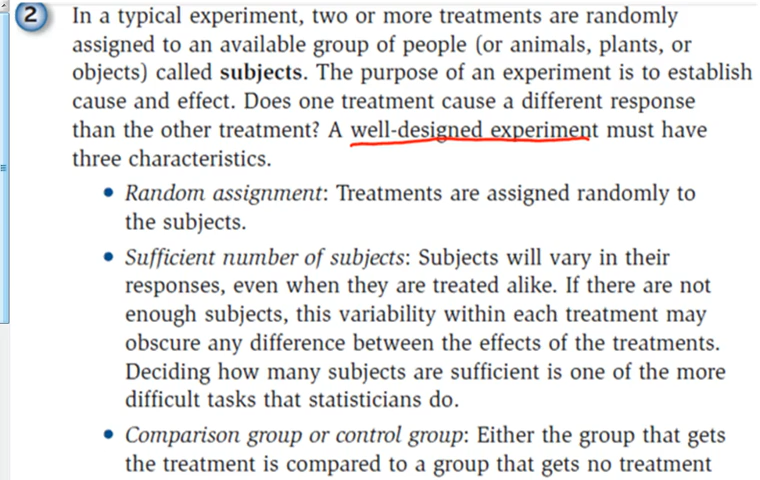 2 In a typical experiment, two or more treatments are randomly
assigned to an available group of people (or animals, plants, or
objects) called subjects. The purpose of an experiment is to establish
cause and effect. Does one treatment cause a different response
than the other treatment? A well-designed experiment must have
three characteristics.
• Random assignment: Treatments are assigned randomly to
the subjects.
• Sufficient number of subjects: Subjects will vary in their
responses, even when they are treated alike. If there are not
enough subjects, this variability within each treatment may
obscure any difference between the effects of the treatments.
Deciding how many subjects are sufficient is one of the more
difficult tasks that statisticians do.
• Comparison group or control group: Either the group that gets
the treatment is compared to a group that gets no treatment